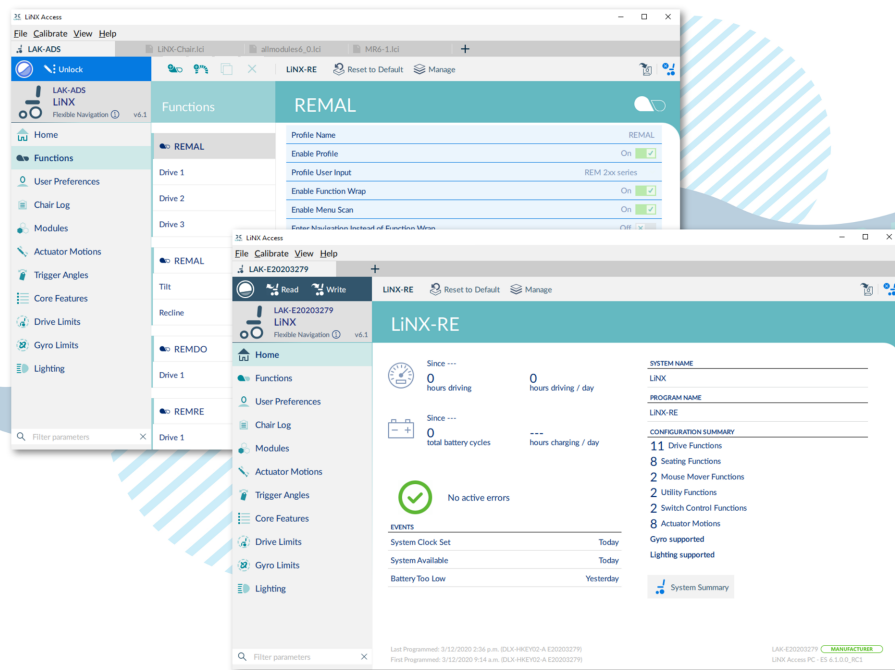 LiNX Access
File Calibrate View Help
LAK-ADS LiNX-Chair.lci allmodules6_0.lci MR6-1.lci +
Unlock LiNX-RE Reset to Default Manage
LAK-ADS
LiNX
Flexible Navigation v6.1
Functions
REMAL
Home
Functions
User Preferences
Chair Log
Modules
Actuator Motions
Trigger Angles
Core Features
Drive Limits
Gyro Limits
Lighting
Filter parameters
REMAL
Drive 1
Drive 2
Drive 3
REMAL
Tilt
Recline
REMDO
Drive 1
REMRE
Drive 1
Profile Name REMAL
Enable Profile On
Profile User Input REM 2xx series
Enable Function Wrap On
Enable Menu Scan On
Enter Navigation Instead of Function Wrap Off
LiNX Access
File Calibrate View Help
LAK-E20203279 +
Read Write LiNX-RE Reset to Default Manage
LAK-E20203279
LiNX
Flexible Navigation v6.1
LiNX-RE
Home
Functions
User Preferences
Chair Log
Modules
Actuator Motions
Trigger Angles
Core Features
Drive Limits
Gyro Limits
Lighting
Filter parameters
Since ---
0 0
hours driving hours driving / day
Since ---
0 ---
total battery cycles hours charging / day
No active errors
EVENTS
System Clock Set Today
System Available Today
Battery Too Low Yesterday
SYSTEM NAME
LiNX
PROGRAM NAME
LiNX-RE
CONFIGURATION SUMMARY
11 Drive Functions
8 Seating Functions
2 Mouse Mover Functions
2 Utility Functions
2 Switch Control Functions
8 Actuator Motions
Gyro supported
Lighting supported
System Summary
Last Programmed: 3/12/2020 2:36 p.m. (DLX-HKEY02-A E20203279)
First Programmed: 3/12/2020 9:14 a.m. (DLX-HKEY02-A E20203279)
LAK-E20203279 MANUFACTURER
LiNX Access PC - ES 6.1.0.0_RC1